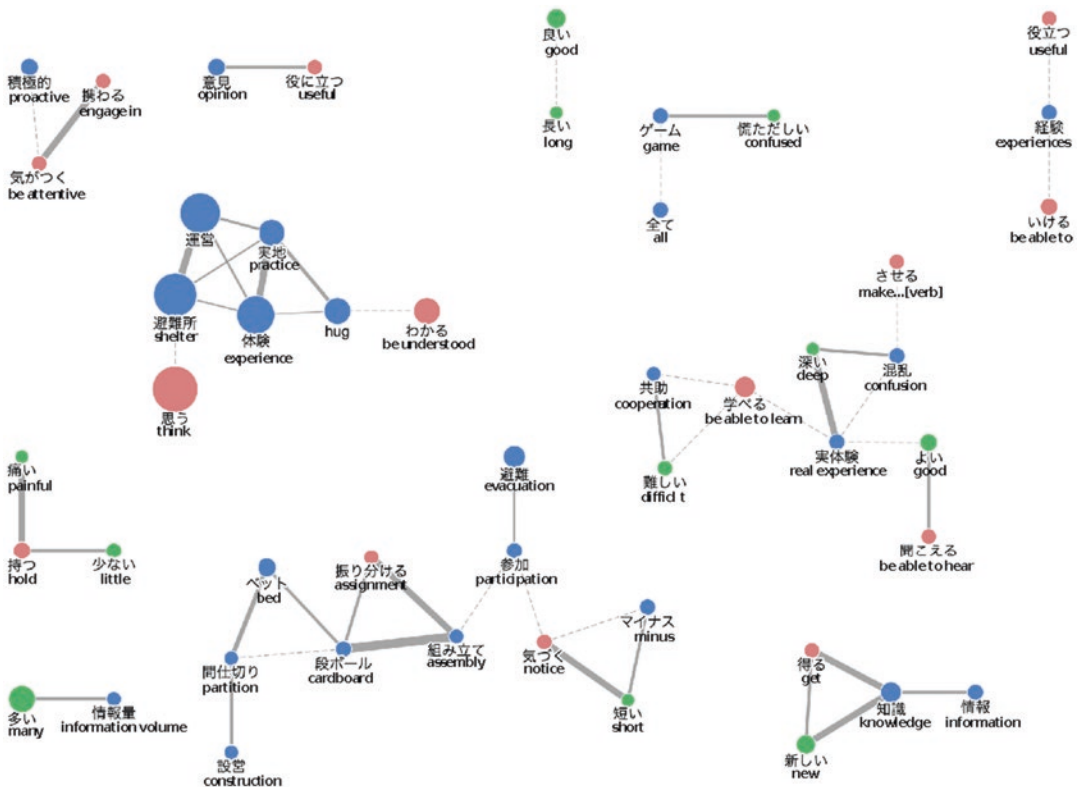 積極的
proactive
携わる
engage in
気がつく
be attentive
意見
opinion
役に立つ
useful
良い
good
長い
long
ゲーム
game
慌ただしい
confused
全て
all
役立つ
useful
経験
experiences
いける
be able to
運営
実地
practice
避難所
shelter
体験
experience
hug
わかる
be understood
思う
think
させる
make...[verb]
深い
deep
混乱
confusion
共助
cooperation
学べる
be able to learn
難しい
difficl t
実体験
real experience
よい
good
聞こえる
be able to hear
痛い
painful
持つ
hold
少ない
little
避難
evacuation
参加
participation
ベット
bed
振り分ける
assignment
間仕切り
partition
段ボール
cardboard
組み立て
assembly
設営
construction
マイナス
minus
気づく
notice
短い
short
多い
many
情報量
information volume
得る
get
知識
knowledge
情報
information
新しい
new